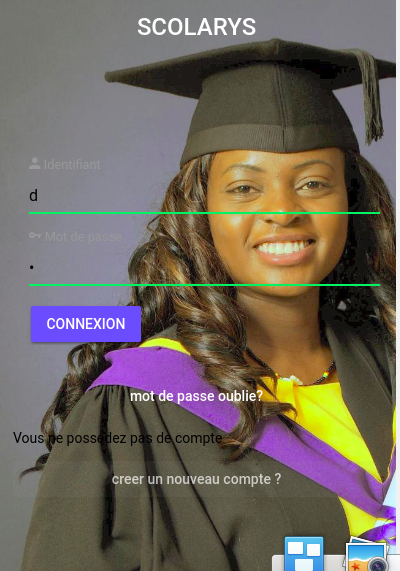 SCOLARYS
Identifiant
d
Mot de passe
•
CONNEXION
mot de passe oublie?
Vous ne possedez pas de compte
creer un nouveau compte ?